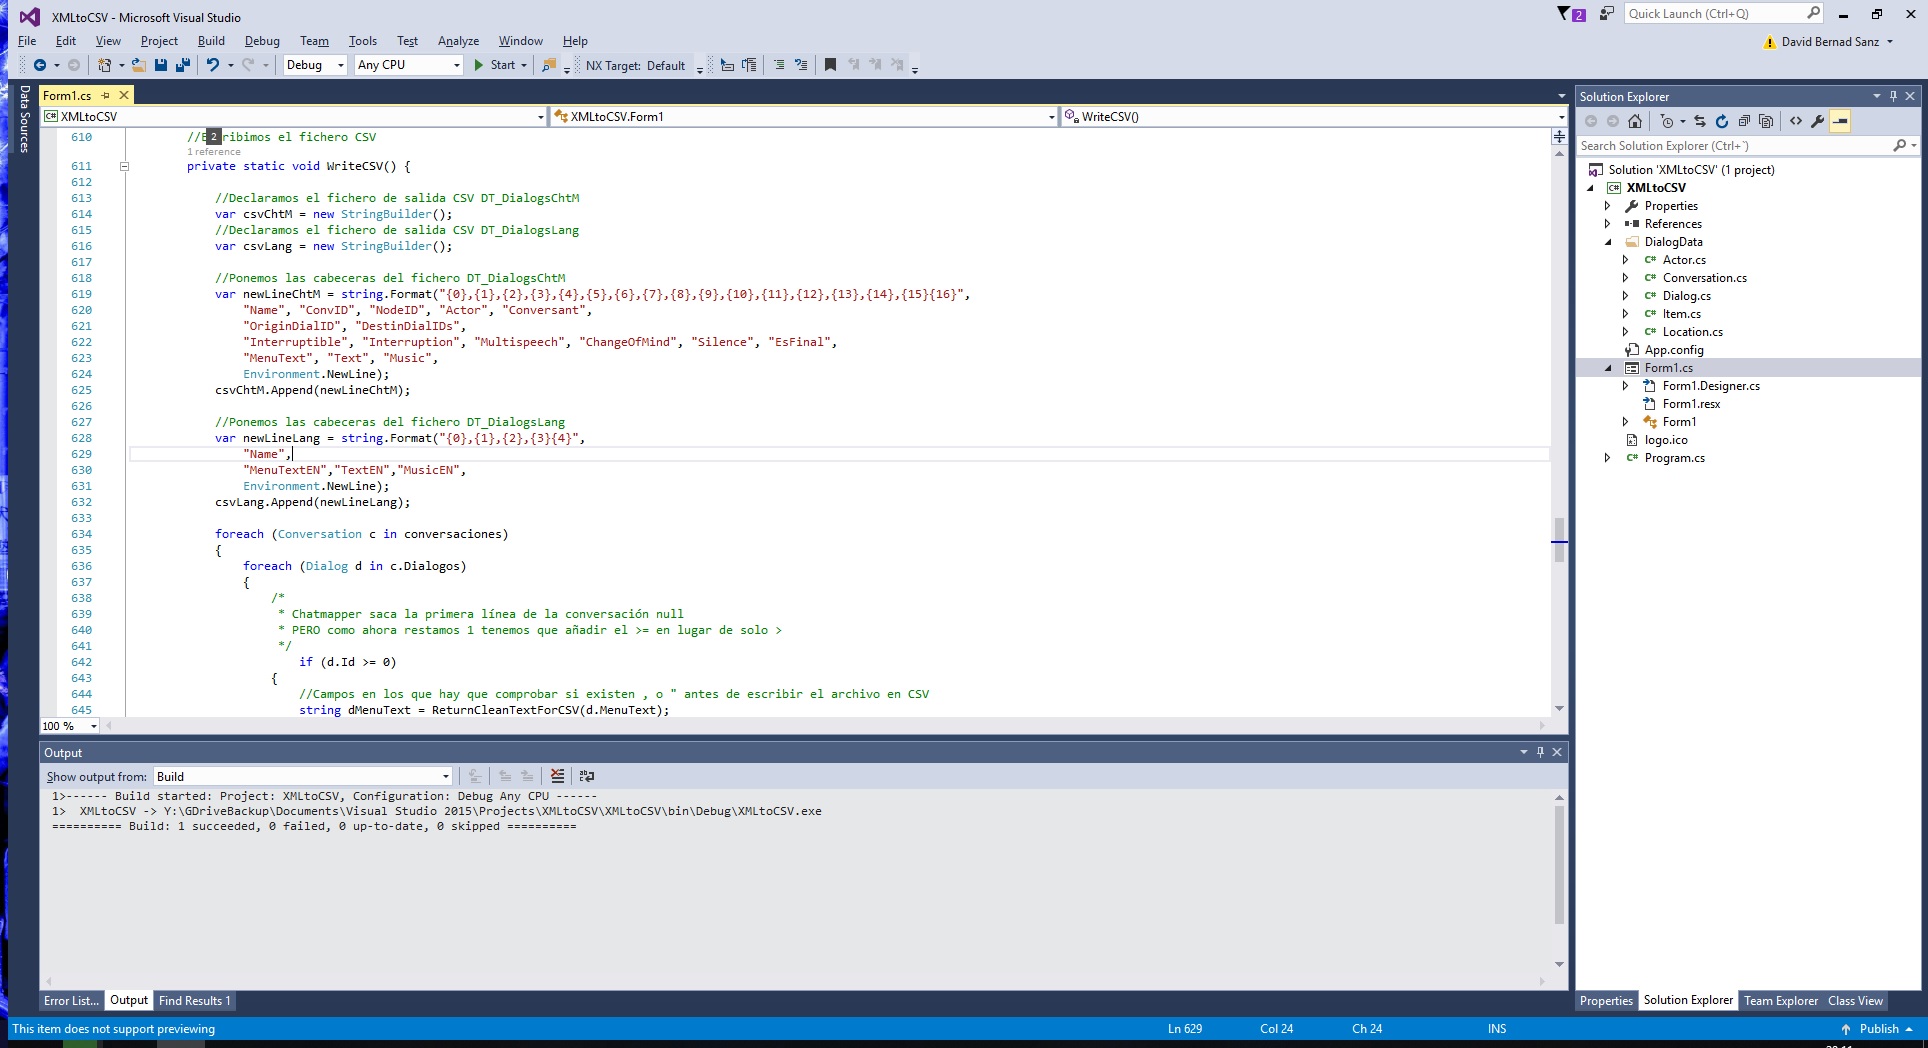 XMLtoCSV - Microsoft Visual Studio
2
Quick Launch (Ctrl+Q)
File Edit View Project Build Debug Team Tools Test Analyze Window Help
David Bernad Sanz
Debug Any CPU Start NX Target: Default
Data Sources
Form1.cs
XMLtoCSV XMLtoCSV.Form1 WriteCSV()
610 //E 2 ribimos el fichero CSV
1 reference
611 private static void WriteCSV() {
612
613 //Declaramos el fichero de salida CSV DT_DialogsChtM
614 var csvChtM = new StringBuilder();
615 //Declaramos el fichero de salida CSV DT_DialogsLang
616 var csvLang = new StringBuilder();
617
618 //Ponemos las cabeceras del fichero DT_DialogsChtM
619 var newLineChtM = string.Format("{0},{1},{2},{3},{4},{5},{6},{7},{8},{9},{10},{11},{12},{13},{14},{15}{16}",
620 "Name", "ConvID", "NodeID", "Actor", "Conversant",
621 "OriginDialID", "DestinDialIDs",
622 "Interruptible", "Interruption", "Multispeech", "ChangeOfMind", "Silence", "EsFinal",
623 "MenuText", "Text", "Music",
624 Environment.NewLine);
625 csvChtM.Append(newLineChtM);
626
627 //Ponemos las cabeceras del fichero DT_DialogsLang
628 var newLineLang = string.Format("{0},{1},{2},{3}{4}",
629 "Name",
630 "MenuTextEN","TextEN","MusicEN",
631 Environment.NewLine);
632 csvLang.Append(newLineLang);
633
634 foreach (Conversation c in conversaciones)
635 {
636 foreach (Dialog d in c.Dialogos)
637 {
638 /*
639 * Chatmapper saca la primera línea de la conversación null
640 * PERO como ahora restamos 1 tenemos que añadir el >= en lugar de solo >
641 */
642 if (d.Id >= 0)
643 {
644 //Campos en los que hay que comprobar si existen , o " antes de escribir el archivo en CSV
645 string dMenuText = ReturnCleanTextForCSV(d.MenuText);
100 %
Output
Show output from: Build
1>------ Build started: Project: XMLtoCSV, Configuration: Debug Any CPU ------
1> XMLtoCSV -> Y:\GDriveBackup\Documents\Visual Studio 2015\Projects\XMLtoCSV\XMLtoCSV\bin\Debug\XMLtoCSV.exe
========== Build: 1 succeeded, 0 failed, 0 up-to-date, 0 skipped ==========
Error List... Output Find Results 1
Solution Explorer
Search Solution Explorer (Ctrl+`)
Solution 'XMLtoCSV' (1 project)
C# XMLtoCSV
Properties
References
DialogData
C# Actor.cs
C# Conversation.cs
C# Dialog.cs
C# Item.cs
C# Location.cs
App.config
Form1.cs
Form1.Designer.cs
Form1.resx
Form1
logo.ico
C# Program.cs
Properties Solution Explorer Team Explorer Class View
This item does not support previewing Ln 629 Col 24 Ch 24 INS Publish